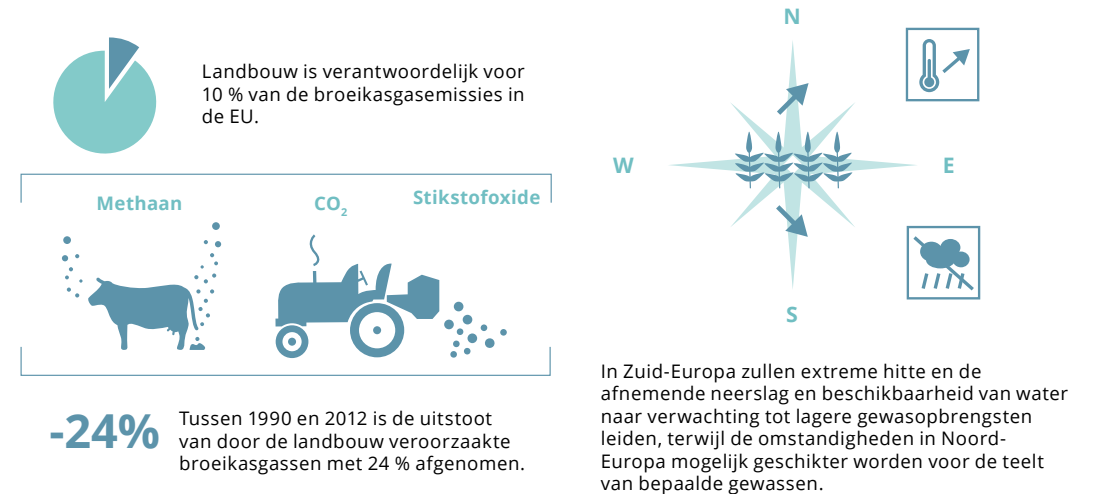 Landbouw is verantwoordelijk voor
10 % van de broeikasgasemissies in
de EU.
Methaan
CO₂
Stikstofoxide
-24%
Tussen 1990 en 2012 is de uitstoot
van door de landbouw veroorzaakte
broeikasgassen met 24 % afgenomen.
N
W
E
S
In Zuid-Europa zullen extreme hitte en de
afnemende neerslag en beschikbaarheid van water
naar verwachting tot lagere gewasopbrengsten
leiden, terwijl de omstandigheden in Noord-
Europa mogelijk geschikter worden voor de teelt
van bepaalde gewassen.